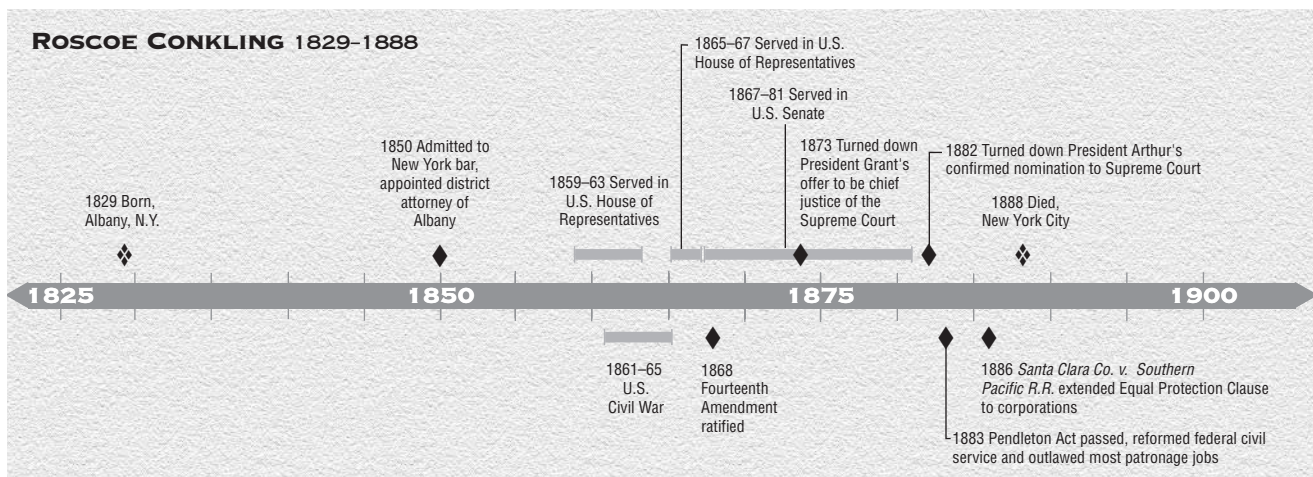 ROSCOE CONKLING 1829–1888
1865–67 Served in U.S.
House of Representatives
1867–81 Served in
U.S. Senate
1829 Born,
Albany, N.Y.
1850 Admitted to
New York bar,
appointed district
attorney of
Albany
1859–63 Served in
U.S. House of
Representatives
1873 Turned down
President Grant's
offer to be chief
justice of the
Supreme Court
1882 Turned down President Arthur's
confirmed nomination to Supreme Court
1888 Died,
New York City
1825
1850
1875
1900
1861–65
U.S.
Civil War
1868
Fourteenth
Amendment
ratified
1886 Santa Clara Co. v. Southern
Pacific R.R. extended Equal Protection Clause
to corporations
1883 Pendleton Act passed, reformed federal civil
service and outlawed most patronage jobs